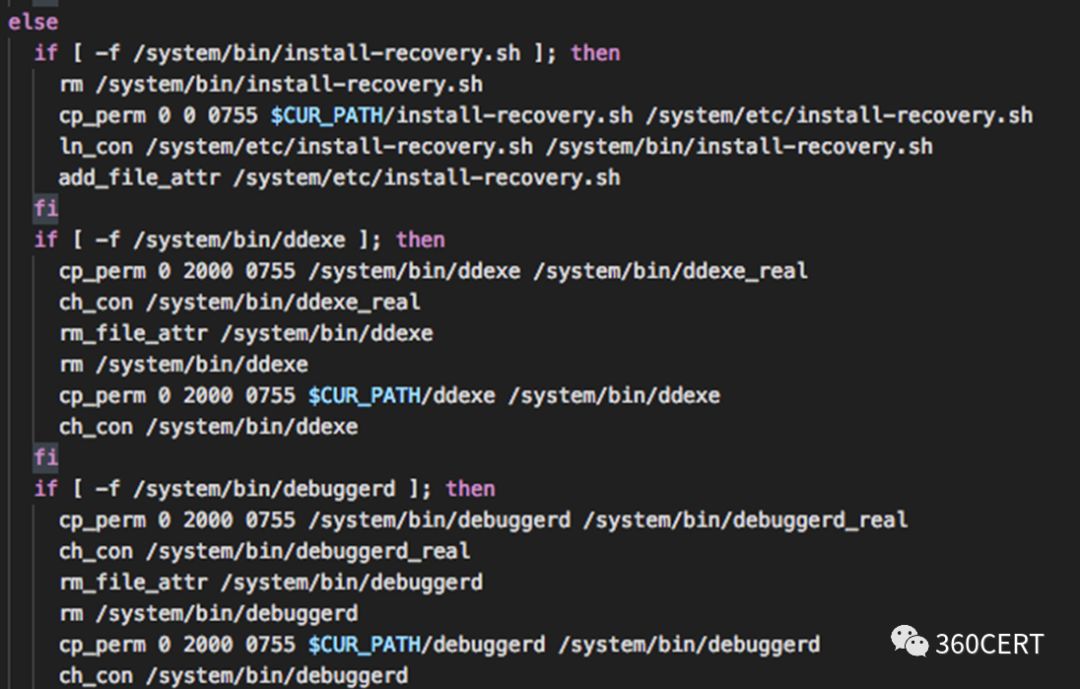 else
if [ -f /system/bin/install-recovery.sh ]; then
rm /system/bin/install-recovery.sh
cp_perm 0 0 0755 $CUR_PATH/install-recovery.sh /system/etc/install-recovery.sh
ln_con /system/etc/install-recovery.sh /system/bin/install-recovery.sh
add_file_attr /system/etc/install-recovery.sh
fi
if [ -f /system/bin/ddexe ]; then
cp_perm 0 2000 0755 /system/bin/ddexe /system/bin/ddexe_real
ch_con /system/bin/ddexe_real
rm_file_attr /system/bin/ddexe
rm /system/bin/ddexe
cp_perm 0 2000 0755 $CUR_PATH/ddexe /system/bin/ddexe
ch_con /system/bin/ddexe
fi
if [ -f /system/bin/debuggerd ]; then
cp_perm 0 2000 0755 /system/bin/debuggerd /system/bin/debuggerd_real
ch_con /system/bin/debuggerd_real
rm_file_attr /system/bin/debuggerd
rm /system/bin/debuggerd
cp_perm 0 2000 0755 $CUR_PATH/debuggerd /system/bin/debuggerd
ch_con /system/bin/debuggerd
360CERT